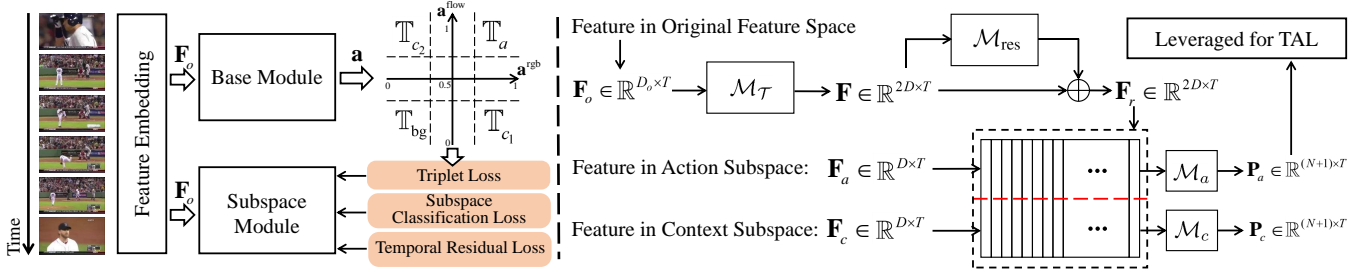 Time
Feature Embedding
F_o
Base Module
a
F_o
Subspace
Module
a^flow
1
𝕋_{c_2}
𝕋_a
a^rgb
0
0.5
1
𝕋_bg
𝕋_{c_1}
0
Triplet Loss
Subspace
Classification Loss
Temporal Residual Loss
Feature in Original Feature Space
F_o ∈ ℝ^{D_o×T}
ℳ_𝒯
F ∈ ℝ^{2D×T}
ℳ_res
F_r ∈ ℝ^{2D×T}
Leveraged for TAL
Feature in Action Subspace:
F_a ∈ ℝ^{D×T}
•••
ℳ_a
P_a ∈ ℝ^{(N+1)×T}
Feature in Context Subspace:
F_c ∈ ℝ^{D×T}
•••
ℳ_c
P_c ∈ ℝ^{(N+1)×T}